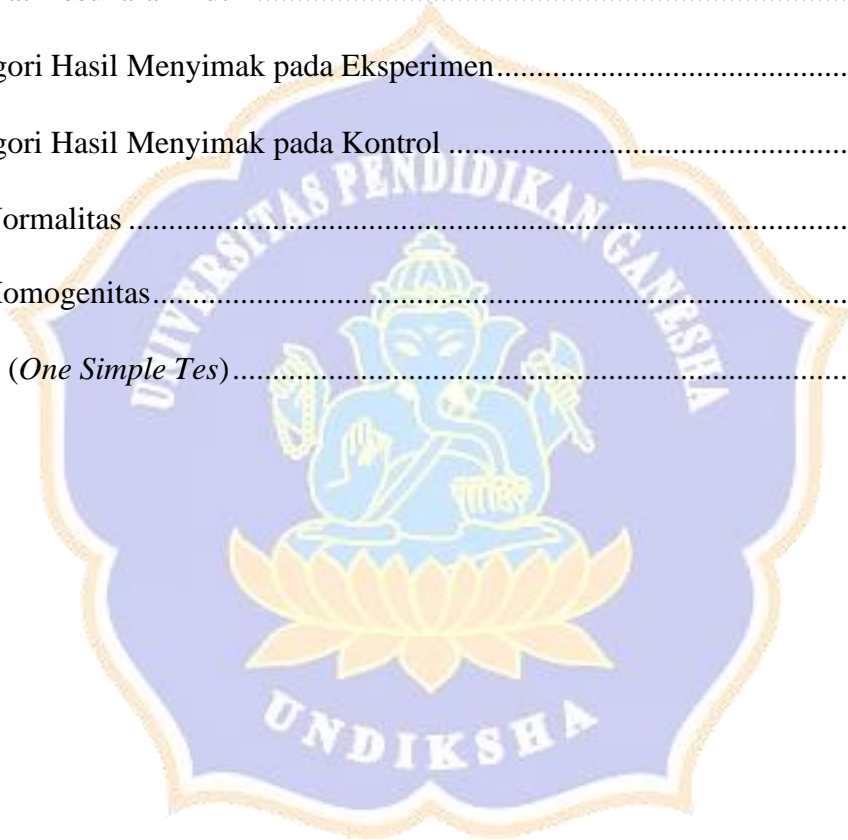 gori Hasil Menyimak pada Eksperimen........................................
gori Hasil Menyimak pada Kontrol ........................................
Normalitas ........................................
Homogenitas........................................
(One Simple Tes)........................................
UNIVERSITAS PENDIDIKAN GANESHA
UNDIKSHA